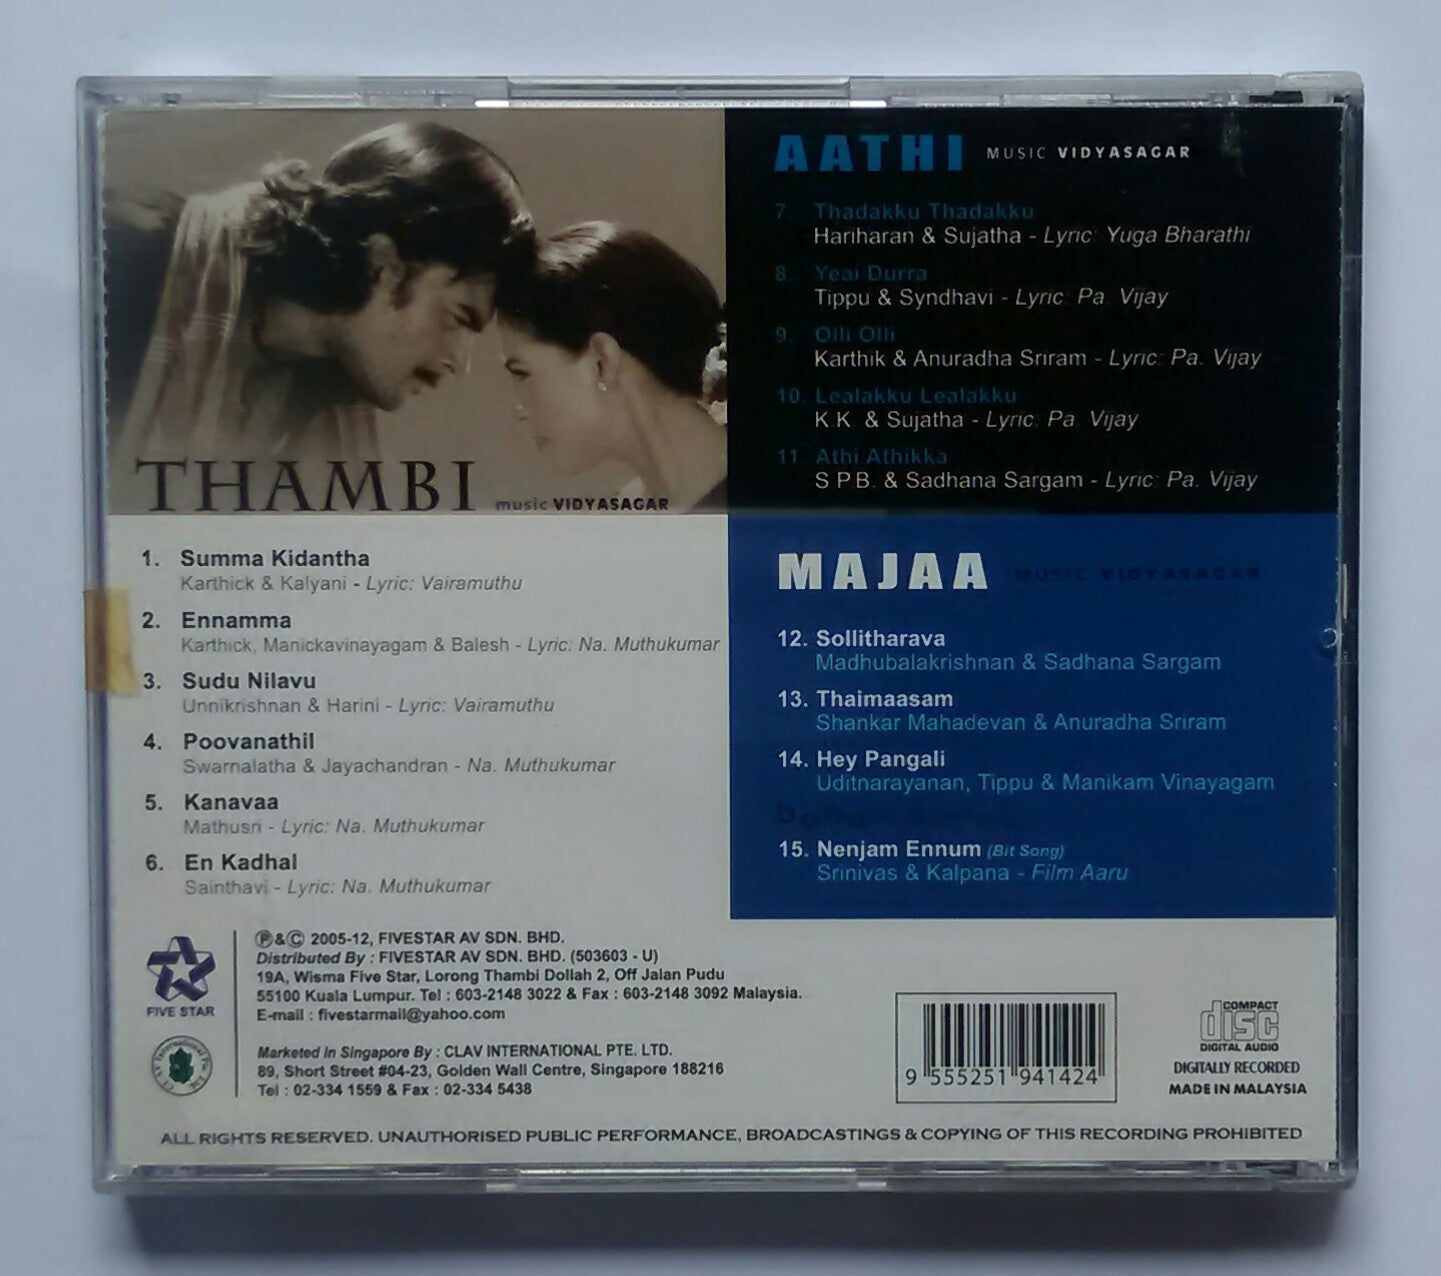 THAMBI music VIDYASAGAR
1. Summa Kidantha
Karthick & Kalyani - Lyric: Vairamuthu
2. Ennamma
Karthick, Manickavinayagam & Balesh - Lyric: Na. Muthukumar
3. Sudu Nilavu
Unnikrishnan & Harini - Lyric: Vairamuthu
4. Poovanathil
Swarnalatha & Jayachandran - Na. Muthukumar
5. Kanavaa
Mathusri - Lyric: Na. Muthukumar
6. En Kadhal
Sainthavi - Lyric: Na. Muthukumar
AATHI MUSIC VIDYASAGAR
7. Thadakku Thadakku
Hariharan & Sujatha - Lyric: Yuga Bharathi
8. Yeai Durra
Tippu & Syndhavi - Lyric: Pa. Vijay
9. Olli Olli
Karthik & Anuradha Sriram - Lyric: Pa. Vijay
10. Lealakku Lealakku
K K & Sujatha - Lyric: Pa. Vijay
11. Athi Athikka
S P B. & Sadhana Sargam - Lyric: Pa. Vijay
MAJAA MUSIC VIDYASAGAR
12. Sollitharava
Madhubalakrishnan & Sadhana Sargam
13. Thaimaasam
Shankar Mahadevan & Anuradha Sriram
14. Hey Pangali
Uditnarayanan, Tippu & Manikam Vinayagam
15. Nenjam Ennum (Bit Song)
Srinivas & Kalpana - Film Aaru
FIVE STAR
℗&© 2005-12, FIVESTAR AV SDN. BHD.
Distributed By : FIVESTAR AV SDN. BHD. (503603 - U)
19A, Wisma Five Star, Lorong Thambi Dollah 2, Off Jalan Pudu
55100 Kuala Lumpur. Tel : 603-2148 3022 & Fax : 603-2148 3092 Malaysia.
E-mail : fivestarmail@yahoo.com
Marketed In Singapore By : CLAV INTERNATIONAL PTE. LTD.
89, Short Street #04-23, Golden Wall Centre, Singapore 188216
Tel : 02-334 1559 & Fax : 02-334 5438
9 555251 941424
COMPACT
disc
DIGITAL AUDIO
DIGITALLY RECORDED
MADE IN MALAYSIA
ALL RIGHTS RESERVED. UNAUTHORISED PUBLIC PERFORMANCE, BROADCASTINGS & COPYING OF THIS RECORDING PROHIBITED